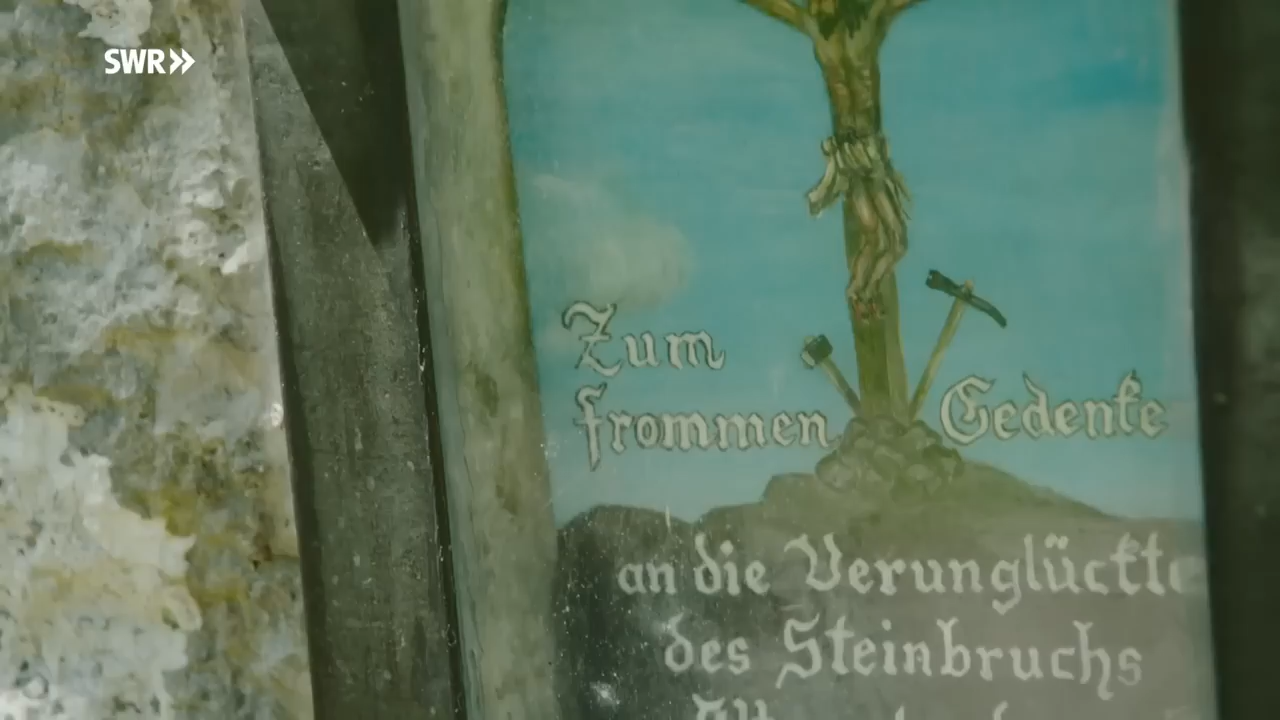 SWR»
Zum
frommen Gedenke
an die Verunglückte
des Steinbruchs